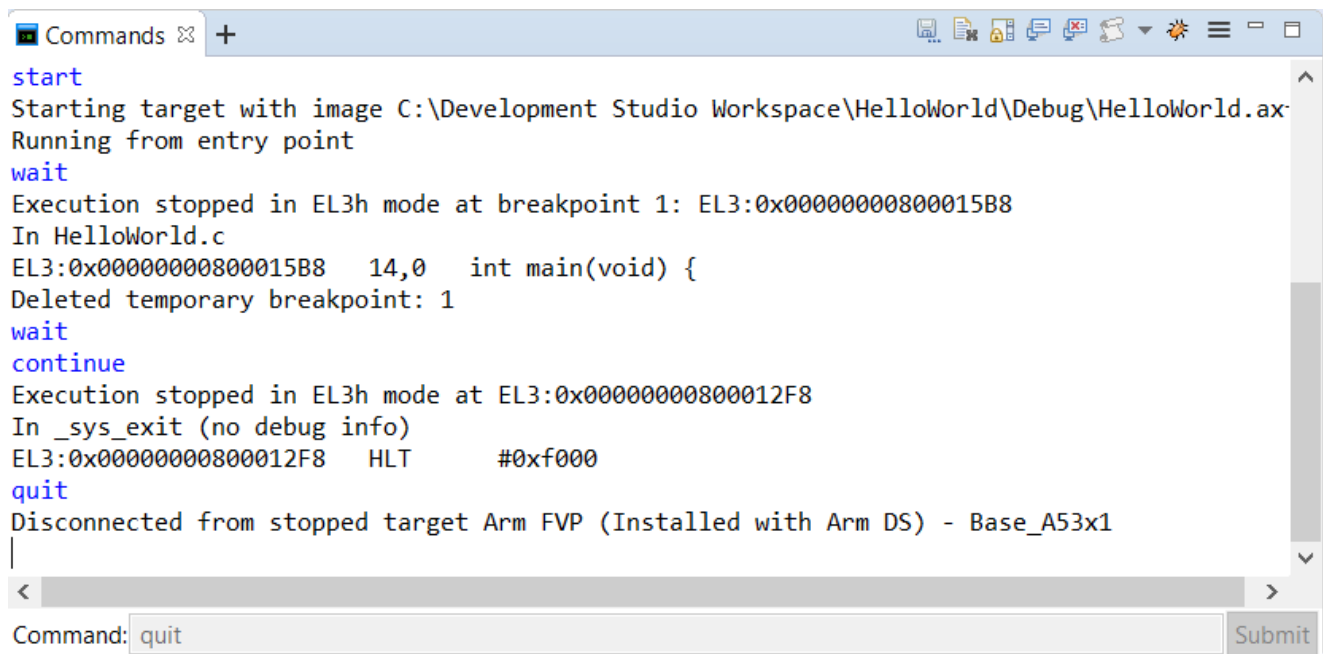 Commands
start
Starting target with image C:\Development Studio Workspace\HelloWorld\Debug\HelloWorld.ax
Running from entry point
wait
Execution stopped in EL3h mode at breakpoint 1: EL3:0x00000000800015B8
In HelloWorld.c
EL3:0x00000000800015B8   14,0   int main(void) {
Deleted temporary breakpoint: 1
wait
continue
Execution stopped in EL3h mode at EL3:0x00000000800012F8
In _sys_exit (no debug info)
EL3:0x00000000800012F8   HLT      #0xf000
quit
Disconnected from stopped target Arm FVP (Installed with Arm DS) - Base_A53x1
Command: quit Submit